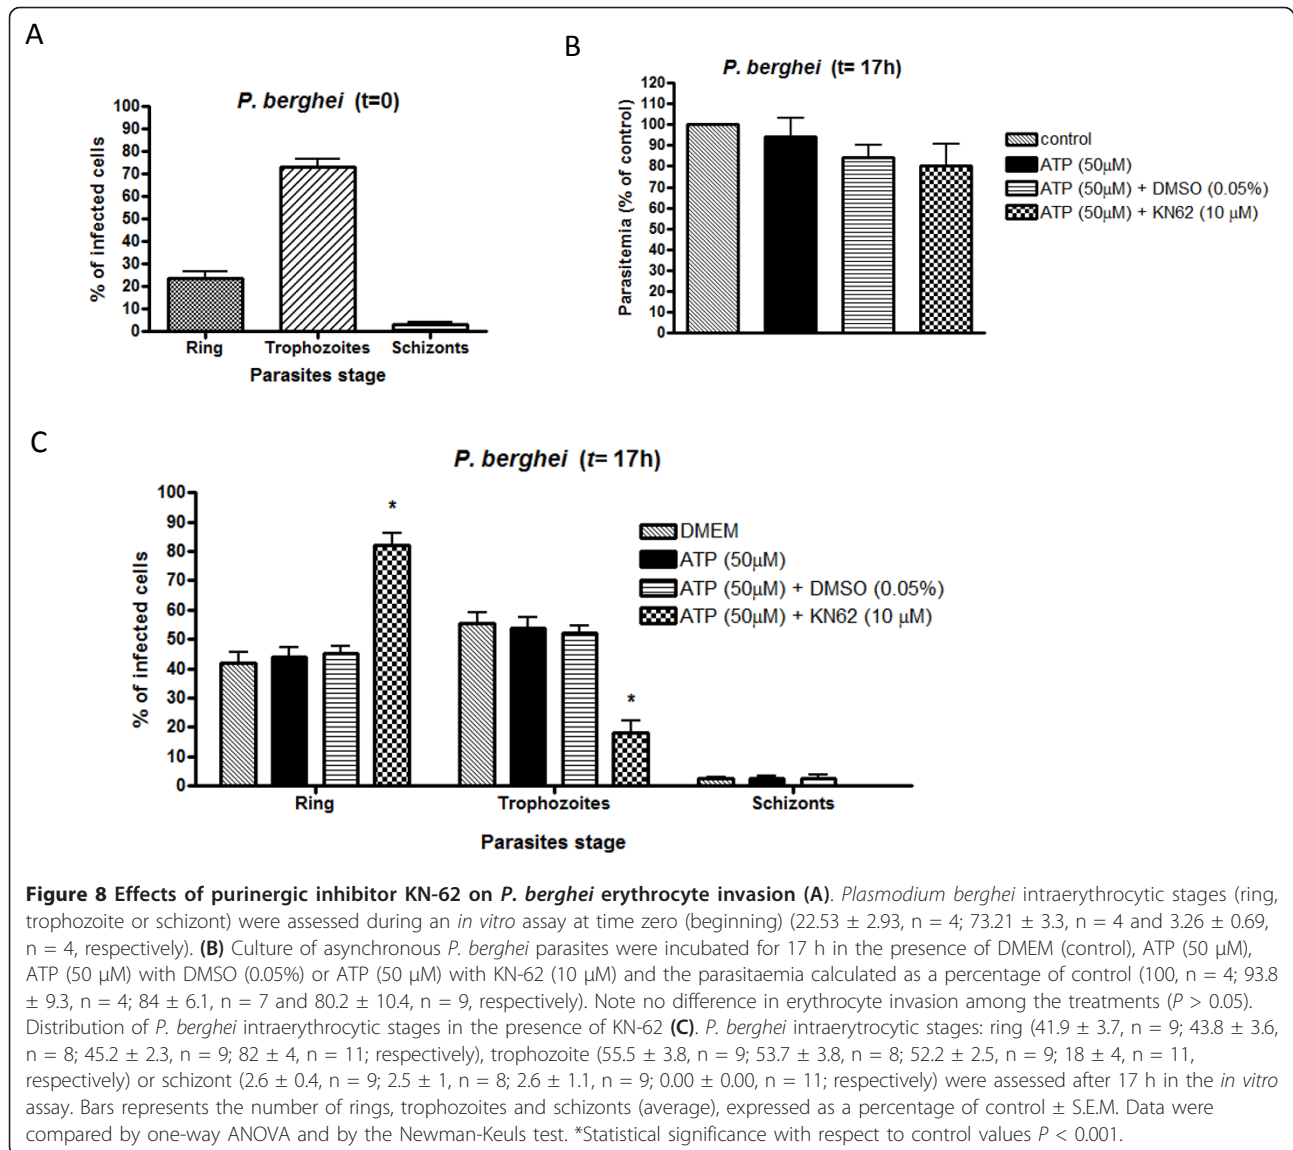 A
P. berghei (t=0)
% of infected cells
100
90
80
70
60
50
40
30
20
10
0
Ring Trophozoites Schizonts
Parasites stage
B
P. berghei (t= 17h)
Parasitemia (% of control)
120
110
100
90
80
70
60
50
40
30
20
10
0
control
ATP (50µM)
ATP (50µM) + DMSO (0.05%)
ATP (50µM) + KN62 (10 µM)
C
P. berghei (t= 17h)
% of infected cells
100
90
80
70
60
50
40
30
20
10
0
*
*
DMEM
ATP (50µM)
ATP (50µM) + DMSO (0.05%)
ATP (50µM) + KN62 (10 µM)
Ring Trophozoites Schizonts
Parasites stage
Figure 8 Effects of purinergic inhibitor KN-62 on P. berghei erythrocyte invasion (A). Plasmodium berghei intraerythrocytic stages (ring,
trophozoite or schizont) were assessed during an in vitro assay at time zero (beginning) (22.53 ± 2.93, n = 4; 73.21 ± 3.3, n = 4 and 3.26 ± 0.69,
n = 4, respectively). (B) Culture of asynchronous P. berghei parasites were incubated for 17 h in the presence of DMEM (control), ATP (50 µM),
ATP (50 µM) with DMSO (0.05%) or ATP (50 µM) with KN-62 (10 µM) and the parasitaemia calculated as a percentage of control (100, n = 4; 93.8
± 9.3, n = 4; 84 ± 6.1, n = 7 and 80.2 ± 10.4, n = 9, respectively). Note no difference in erythrocyte invasion among the treatments (P > 0.05).
Distribution of P. berghei intraerythrocytic stages in the presence of KN-62 (C). P. berghei intraerytrocytic stages: ring (41.9 ± 3.7, n = 9; 43.8 ± 3.6,
n = 8; 45.2 ± 2.3, n = 9; 82 ± 4, n = 11; respectively), trophozoite (55.5 ± 3.8, n = 9; 53.7 ± 3.8, n = 8; 52.2 ± 2.5, n = 9; 18 ± 4, n = 11,
respectively) or schizont (2.6 ± 0.4, n = 9; 2.5 ± 1, n = 8; 2.6 ± 1.1, n = 9; 0.00 ± 0.00, n = 11; respectively) were assessed after 17 h in the in vitro
assay. Bars represents the number of rings, trophozoites and schizonts (average), expressed as a percentage of control ± S.E.M. Data were
compared by one-way ANOVA and by the Newman-Keuls test. *Statistical significance with respect to control values P < 0.001.